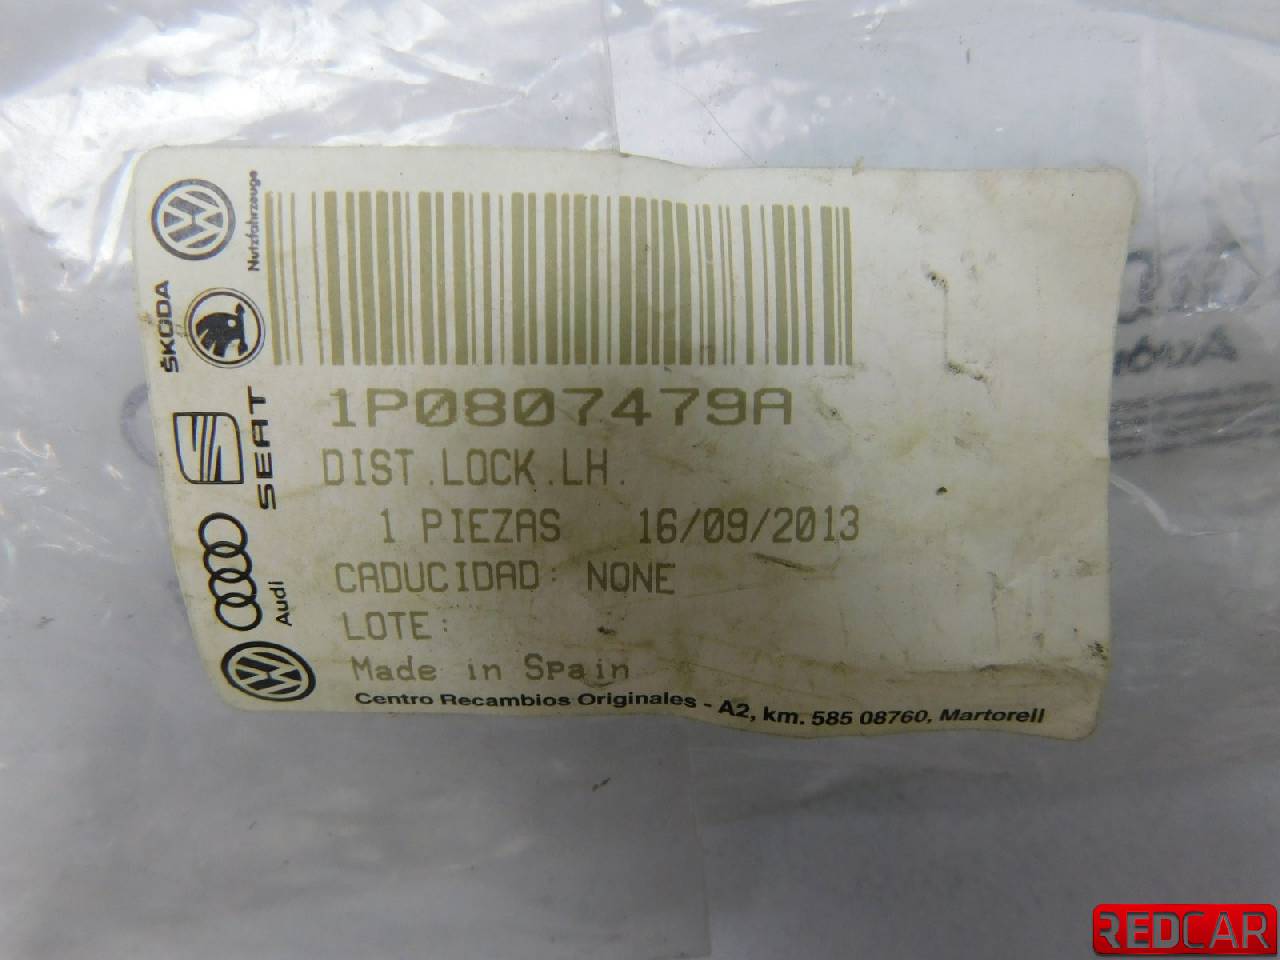 Nutzfahrzeuge
ŠKODA
SEAT
Audi
1P0807479A
DIST.LOCK.LH.
1 PIEZAS 16/09/2013
CADUCIDAD: NONE
LOTE:
Made in Spain
Centro Recambios Originales - A2, km. 585 08760, Martorell
REDCAR